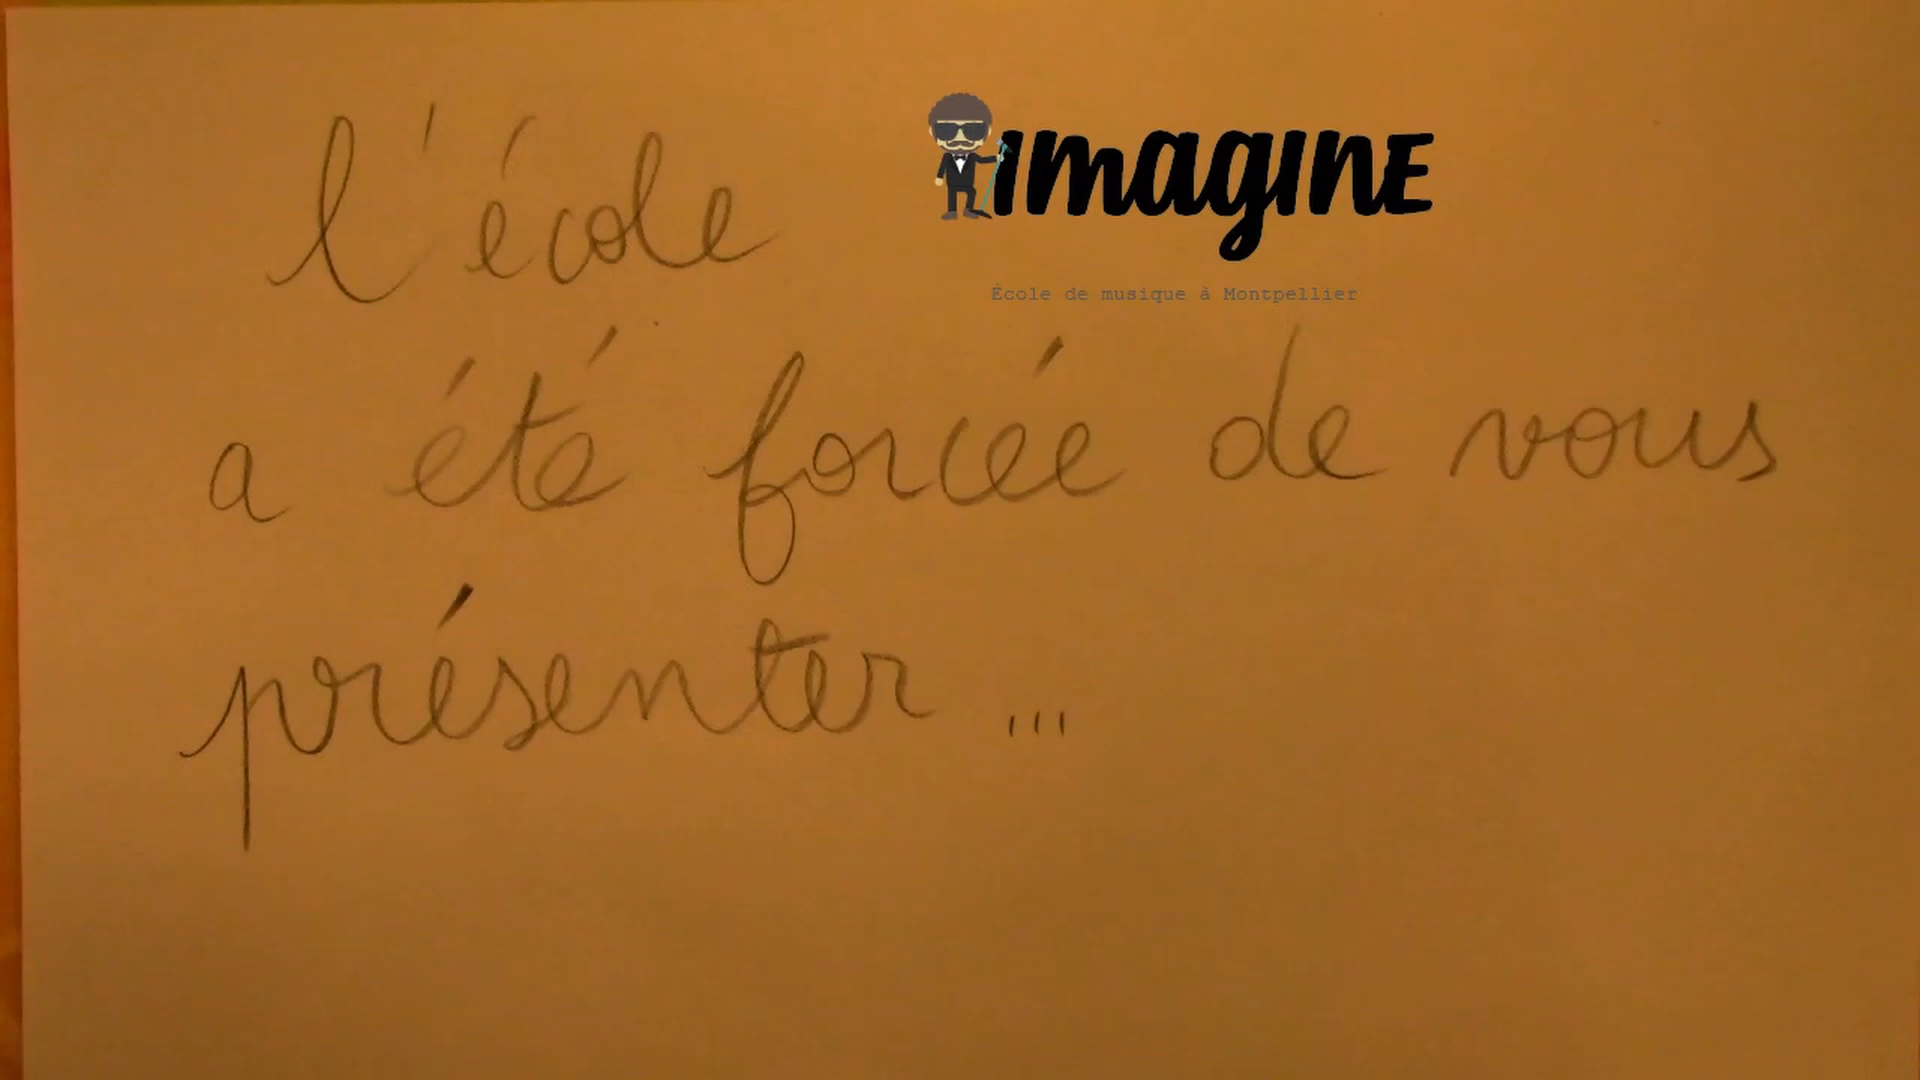 l'école IMAGINE
École de musique à Montpellier
a été forcée de vous
présenter ...